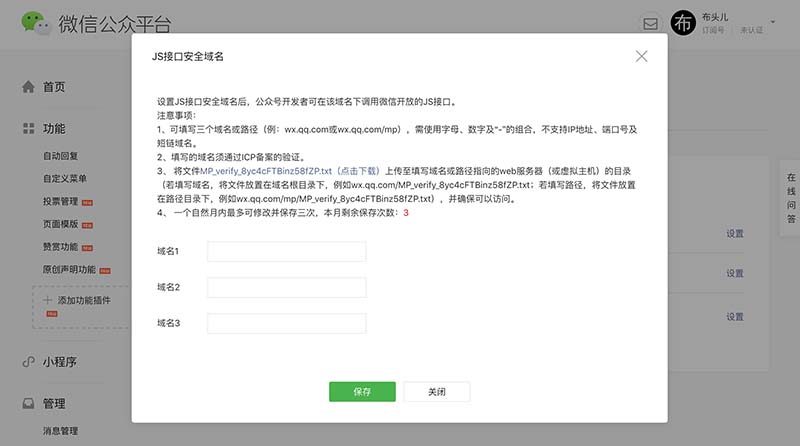 微信公众平台
布
布头儿
订阅号 未认证
JS接口安全域名
设置JS接口安全域名后，公众号开发者可在该域名下调用微信开放的JS接口。
注意事项：
1、可填写三个域名或路径（例：wx.qq.com或wx.qq.com/mp），需使用字母、数字及“-”的组合，不支持IP地址、端口号及
短链域名。
2、填写的域名须通过ICP备案的验证。
3、 将文件MP_verify_8yc4cFTBinz58fZP.txt（点击下载）上传至填写域名或路径指向的web服务器（或虚拟主机）的目录
（若填写域名，将文件放置在域名根目录下，例如wx.qq.com/MP_verify_8yc4cFTBinz58fZP.txt；若填写路径，将文件放置
在路径目录下，例如wx.qq.com/mp/MP_verify_8yc4cFTBinz58fZP.txt），并确保可以访问。
4、 一个自然月内最多可修改并保存三次，本月剩余保存次数：3
域名1
域名2
域名3
保存 关闭
首页
功能
自动回复
自定义菜单
投票管理
页面模版
赞赏功能
原创声明功能
添加功能插件
小程序
管理
消息管理
设置
设置
设置
在
线
问
答